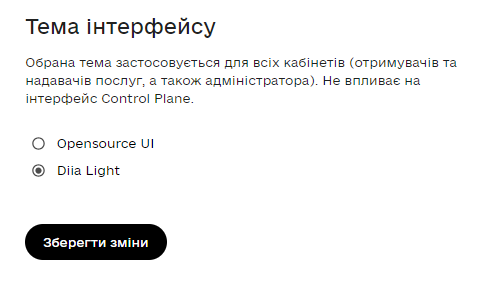 Тема інтерфейсу
Обрана тема застосовується для всіх кабінетів (отримувачів та
надавачів послуг, а також адміністратора). Не впливає на
інтерфейс Control Plane.
Opensource UI
Diia Light
Зберегти зміни